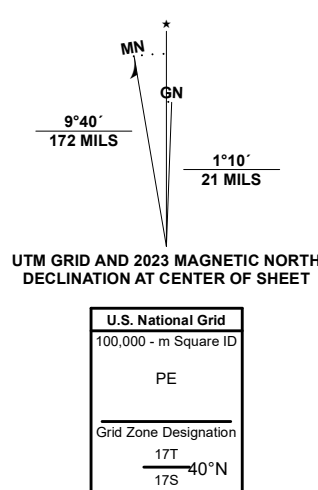 ★
MN
GN
9°40´
172 MILS
1°10´
21 MILS
UTM GRID AND 2023 MAGNETIC NORTH
DECLINATION AT CENTER OF SHEET
U.S. National Grid
100,000 - m Square ID
PE
Grid Zone Designation
17T
40°N
17S